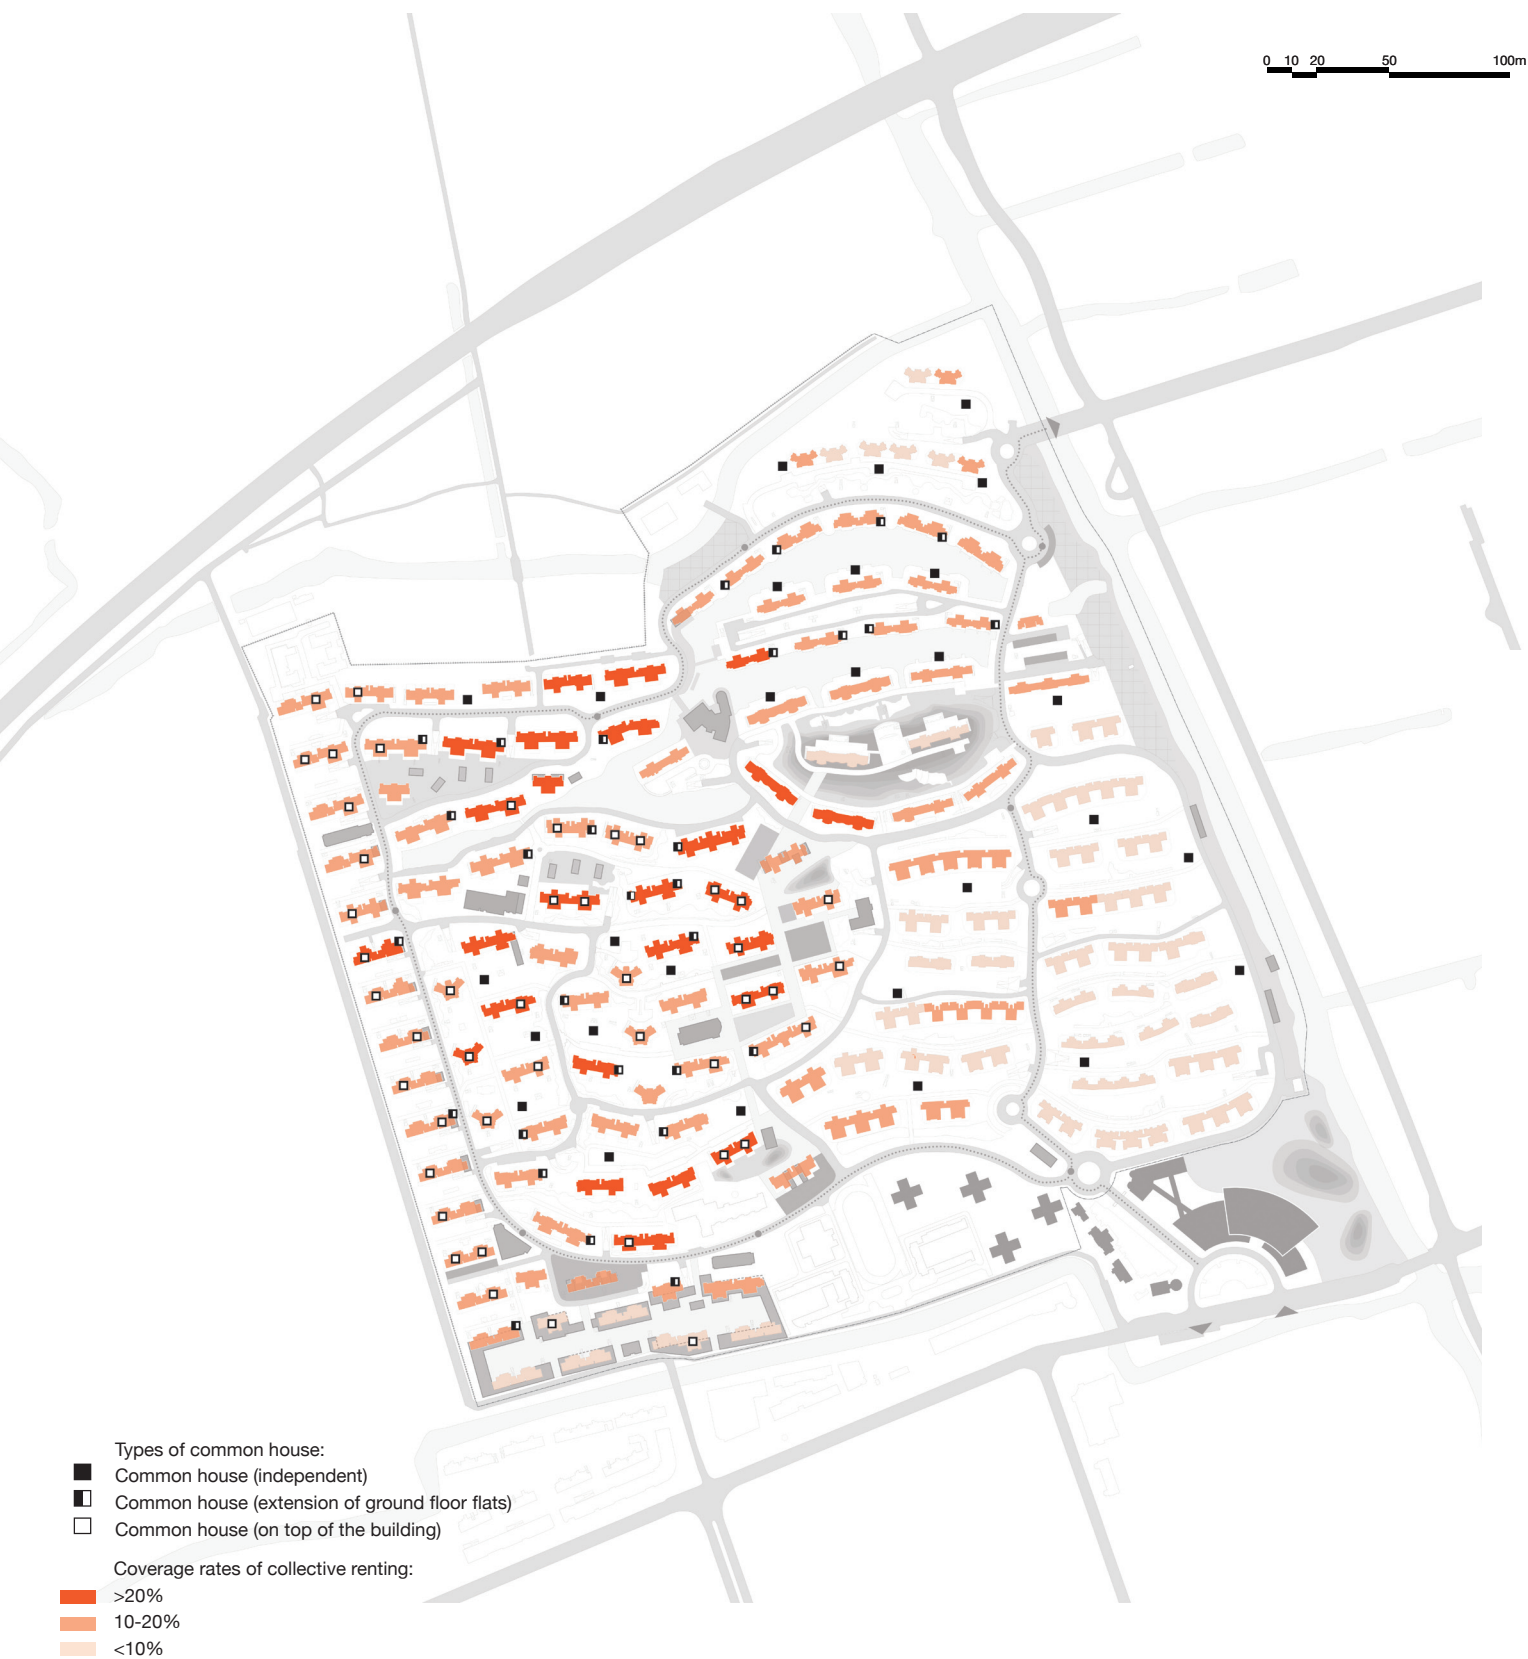 0 10 20 50 100m
Types of common house:
Common house (independent)
Common house (extension of ground floor flats)
Common house (on top of the building)
Coverage rates of collective renting:
>20%
10-20%
<10%